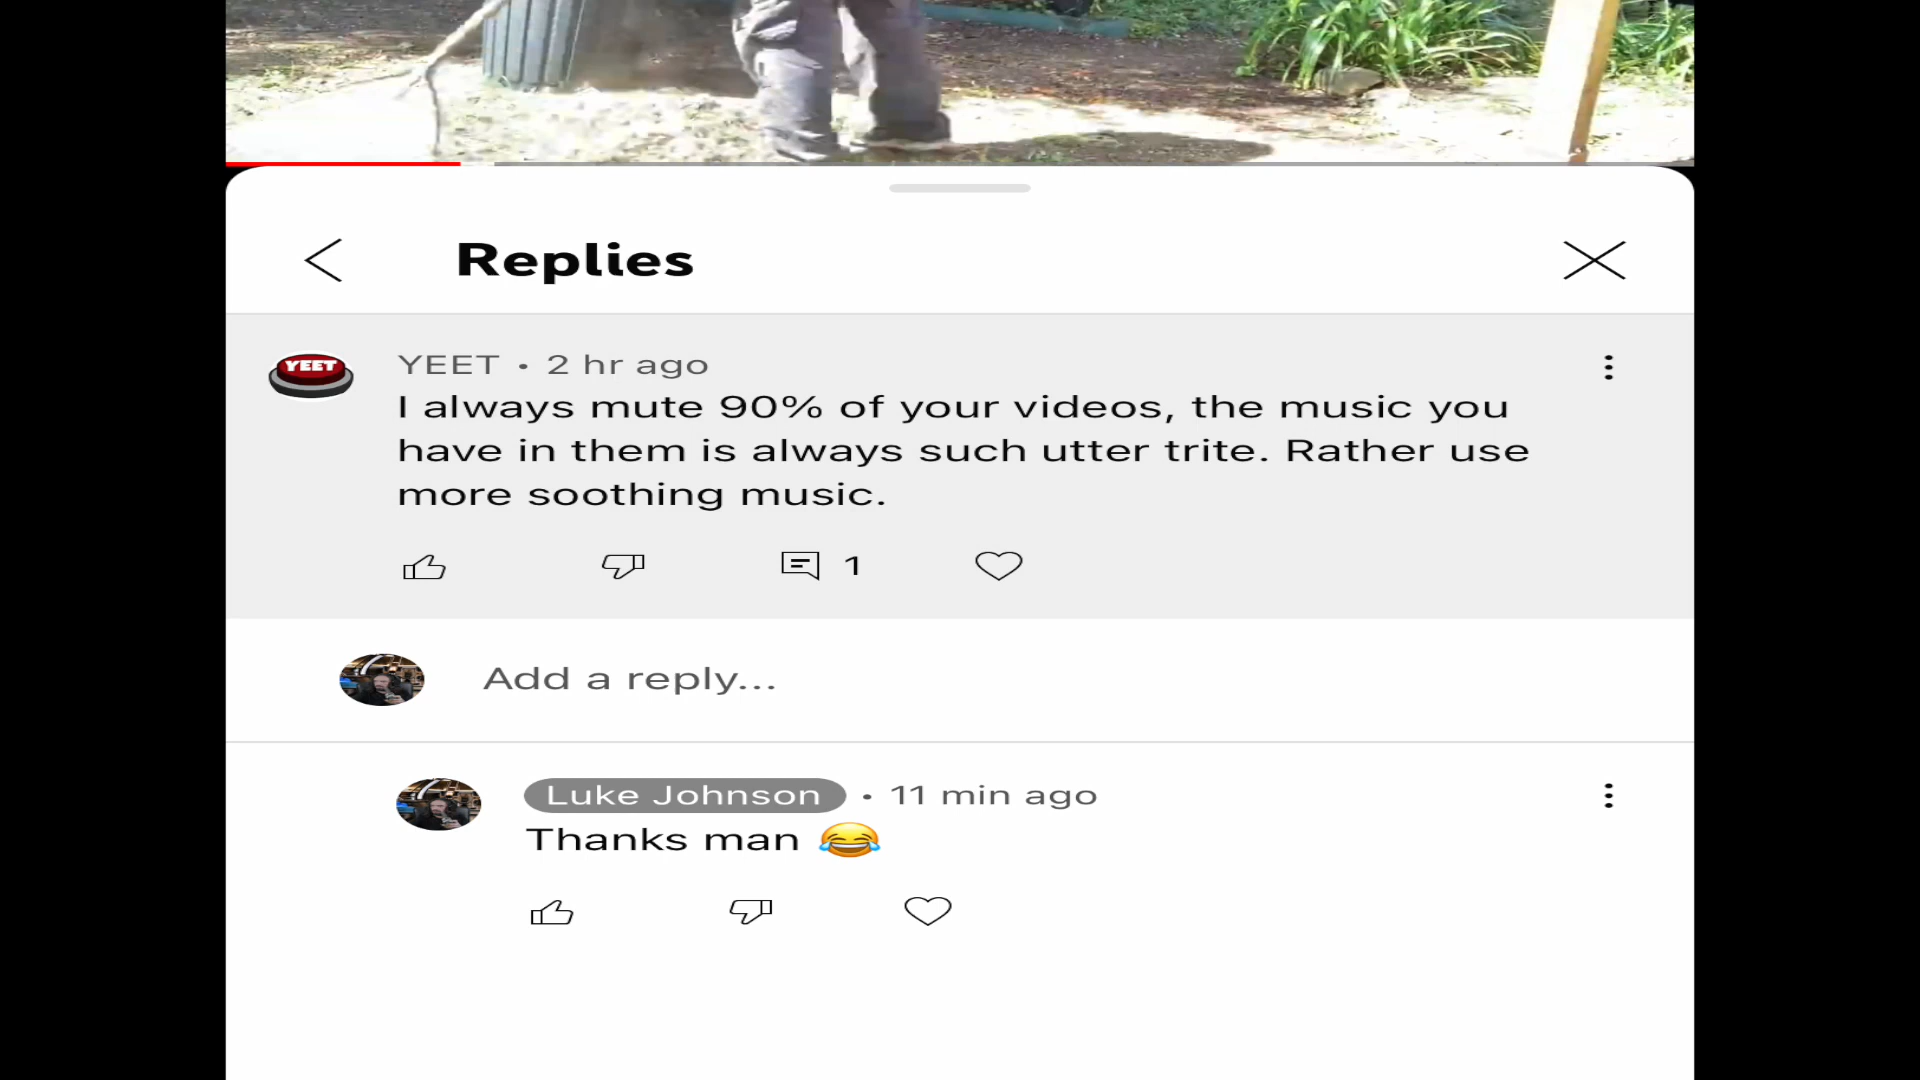 Replies
YEET
YEET • 2 hr ago
I always mute 90% of your videos, the music you
have in them is always such utter trite. Rather use
more soothing music.
1
Add a reply...
Luke Johnson • 11 min ago
Thanks man 😂